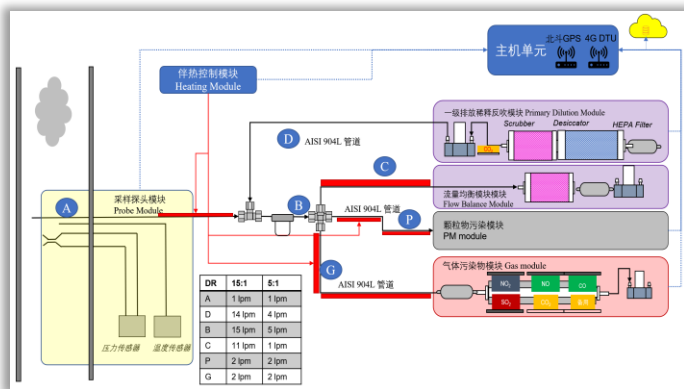 北斗GPS 4G DTU
主机单元
伴热控制模块
Heating Module
一级排放稀释反吹模块 Primary Dilution Module
Scrubber Desiccator HEPA Filter
CO₂
D
AISI 904L 管道
C
流量均衡模块模块
Flow Balance Module
采样探头模块
Probe Module
A
B
AISI 904L 管道
P
颗粒物污染模块
PM module
G
AISI 904L 管道
气体污染物模块 Gas module
NO₂ NO CO
SO₂ CO₂
压力传感器
温度传感器
DR 15:1 5:1
A 1 lpm 1 lpm
D 14 lpm 4 lpm
B 15 lpm 5 lpm
C 11 lpm 1 lpm
P 2 lpm 2 lpm
G 2 lpm 2 lpm